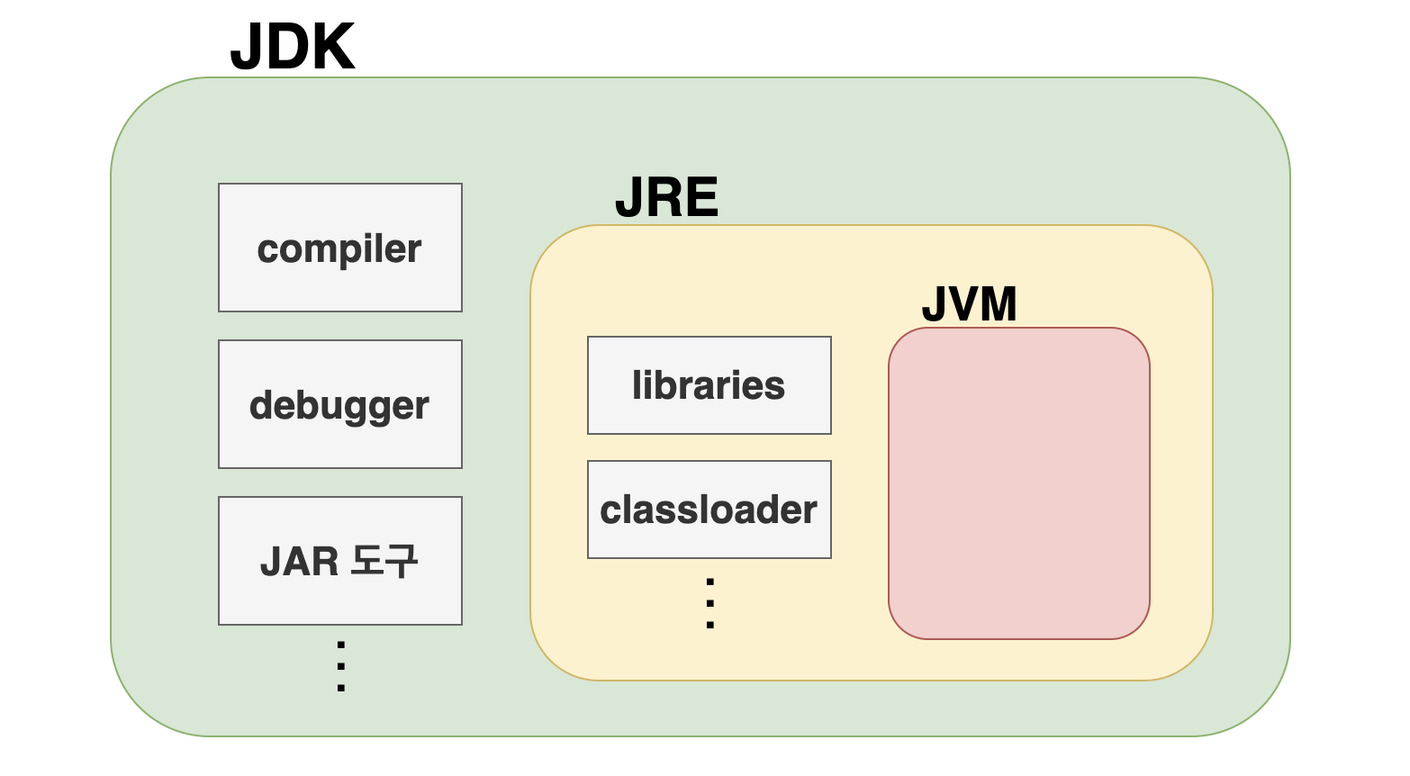 JDK
compiler
debugger
JAR 도구
JRE
libraries
classloader
JVM